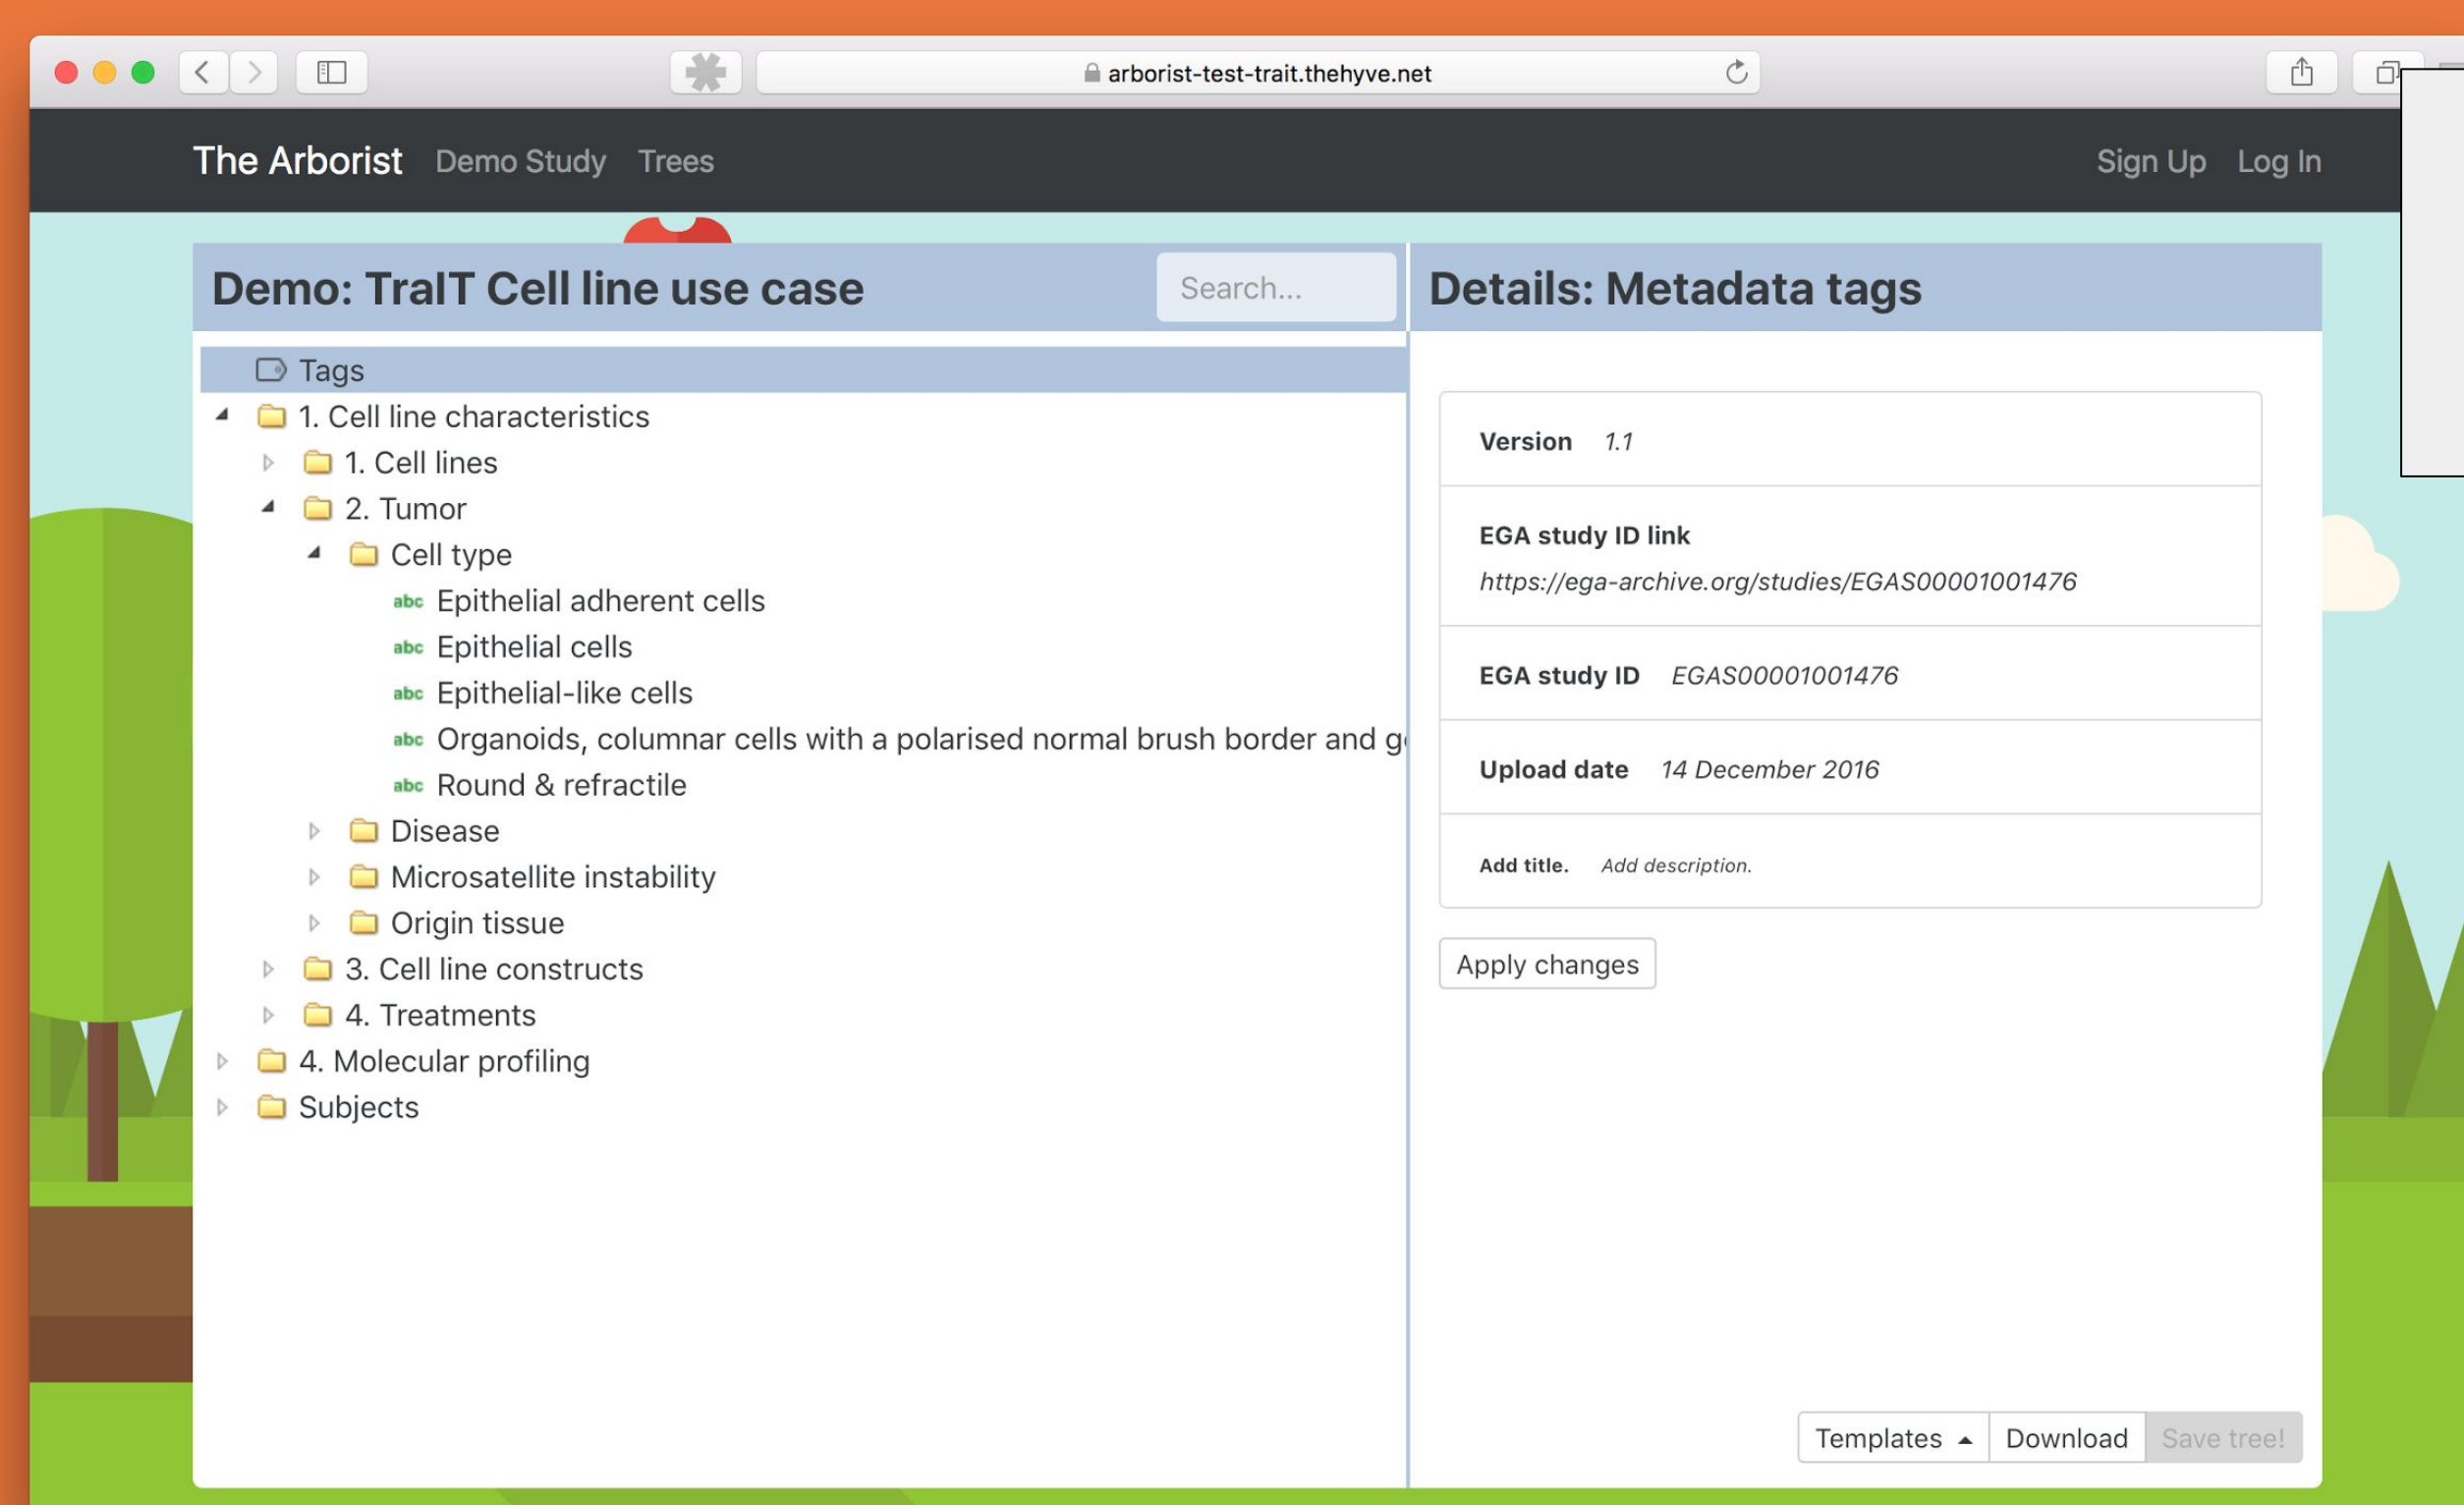 arborist-test-trait.thehyve.net
The Arborist Demo Study Trees Sign Up Log In
Demo: TraIT Cell line use case Search...
Tags
1. Cell line characteristics
1. Cell lines
2. Tumor
Cell type
abc Epithelial adherent cells
abc Epithelial cells
abc Epithelial-like cells
abc Organoids, columnar cells with a polarised normal brush border and
abc Round & refractile
Disease
Microsatellite instability
Origin tissue
3. Cell line constructs
4. Treatments
4. Molecular profiling
Subjects
Details: Metadata tags
Version 1.1
EGA study ID link
https://ega-archive.org/studies/EGAS00001001476
EGA study ID EGAS00001001476
Upload date 14 December 2016
Add title. Add description.
Apply changes
Templates Download Save tree!